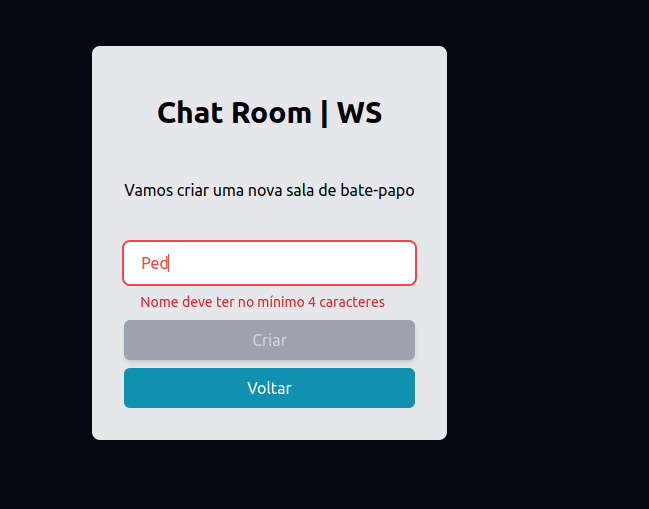 Chat Room | WS
Vamos criar uma nova sala de bate-papo
Ped
Nome deve ter no mínimo 4 caracteres
Criar
Voltar